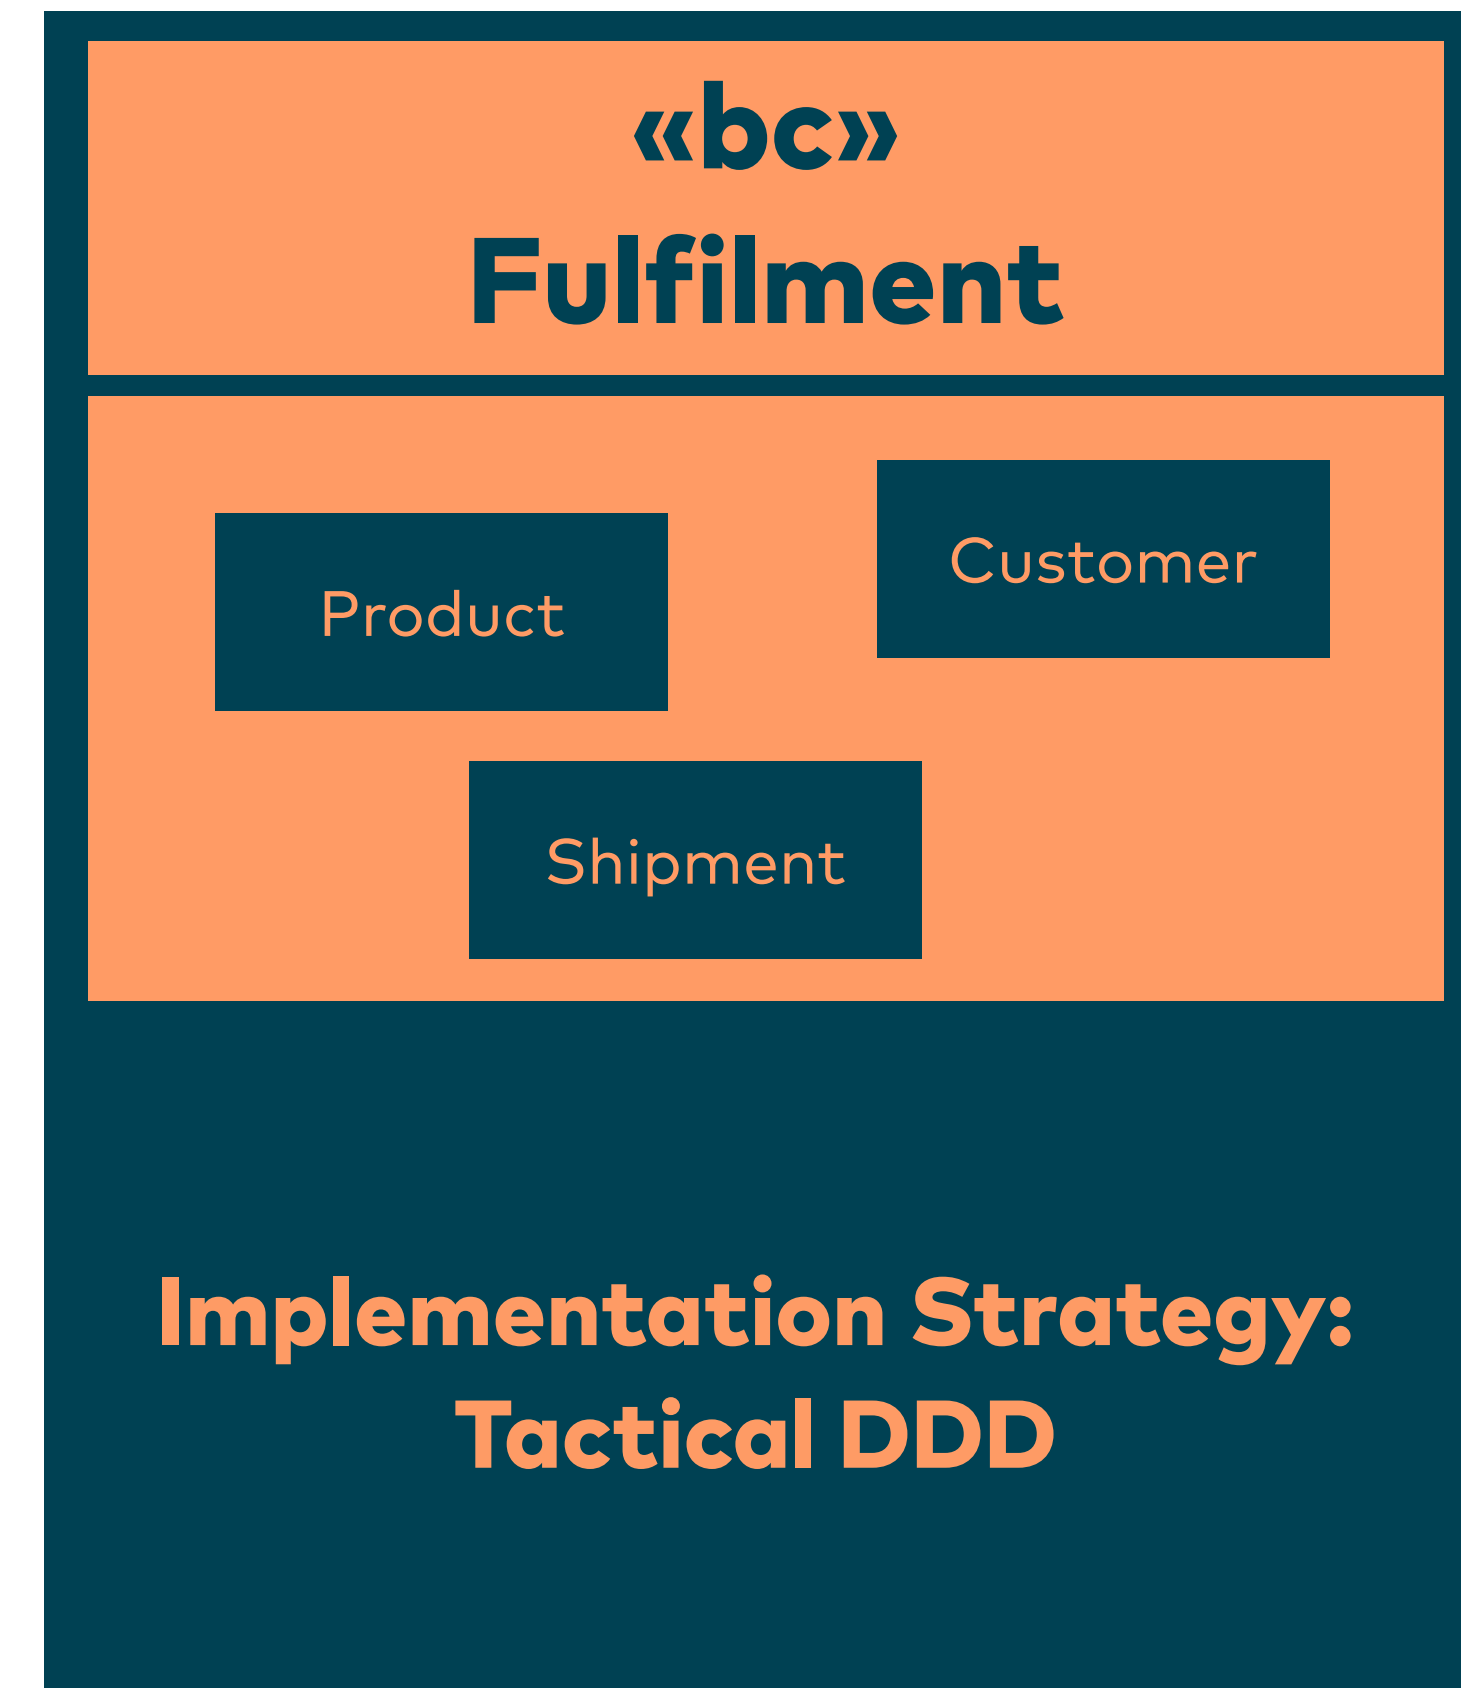 «bc»
Fulfilment
Customer
Product
Shipment
Implementation Strategy:
Tactical DDD